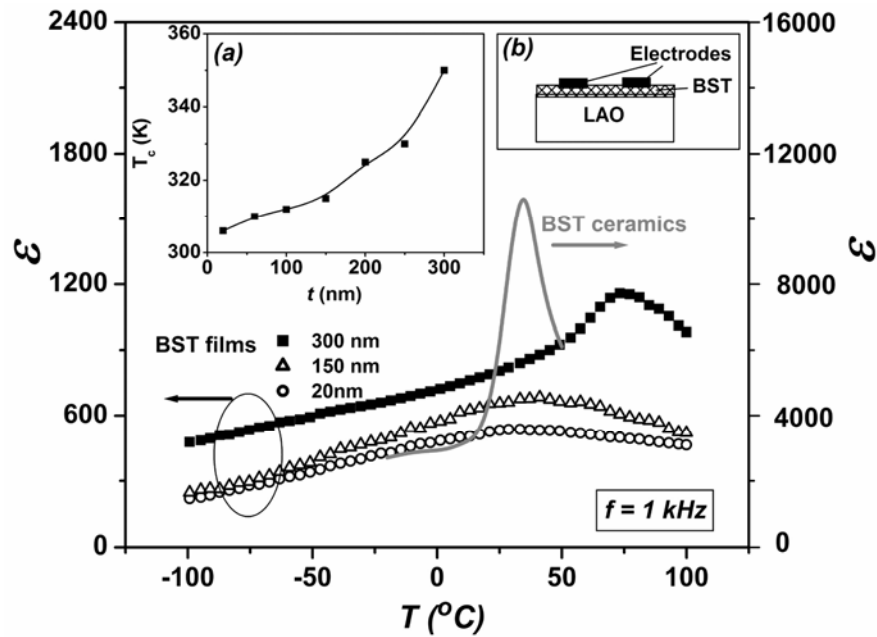 2400
1800
1200
600
0
ε
16000
12000
8000
4000
0
ε
(a)
360
340
320
300
T_c (K)
0 100 200 300
t (nm)
(b)
Electrodes
BST
LAO
BST ceramics
BST films
300 nm
150 nm
20nm
f = 1 kHz
-100 -50 0 50 100
T (°C)